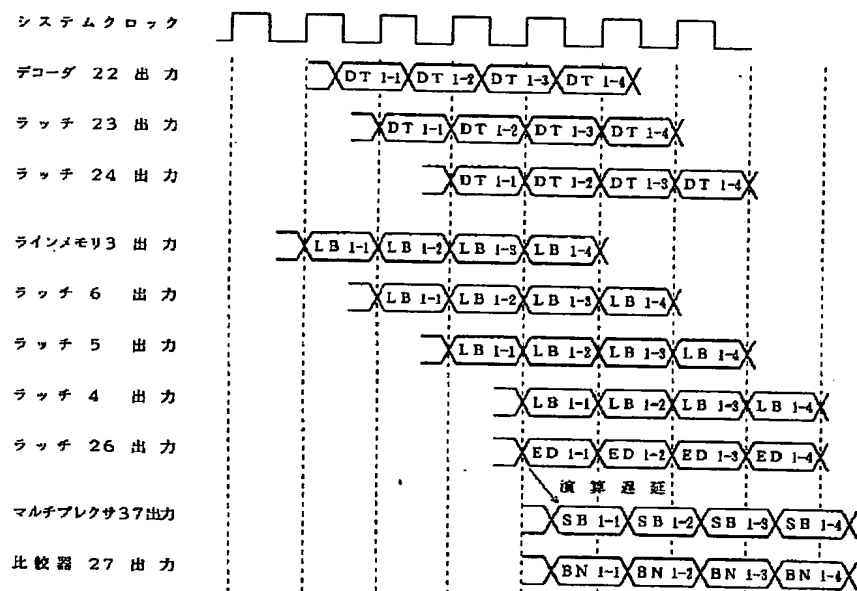 システムクロック
デコーダ 22 出力 DT 1-1 DT 1-2 DT 1-3 DT 1-4
ラッチ 23 出力 DT 1-1 DT 1-2 DT 1-3 DT 1-4
ラッチ 24 出力 DT 1-1 DT 1-2 DT 1-3 DT 1-4
ラインメモリ3 出力 LB 1-1 LB 1-2 LB 1-3 LB 1-4
ラッチ 6 出力 LB 1-1 LB 1-2 LB 1-3 LB 1-4
ラッチ 5 出力 LB 1-1 LB 1-2 LB 1-3 LB 1-4
ラッチ 4 出力 LB 1-1 LB 1-2 LB 1-3 LB 1-4
ラッチ 26 出力 ED 1-1 ED 1-2 ED 1-3 ED 1-4
演算遅延
マルチプレクサ37出力 SB 1-1 SB 1-2 SB 1-3 SB 1-4
比較器 27 出力 BN 1-1 BN 1-2 BN 1-3 BN 1-4